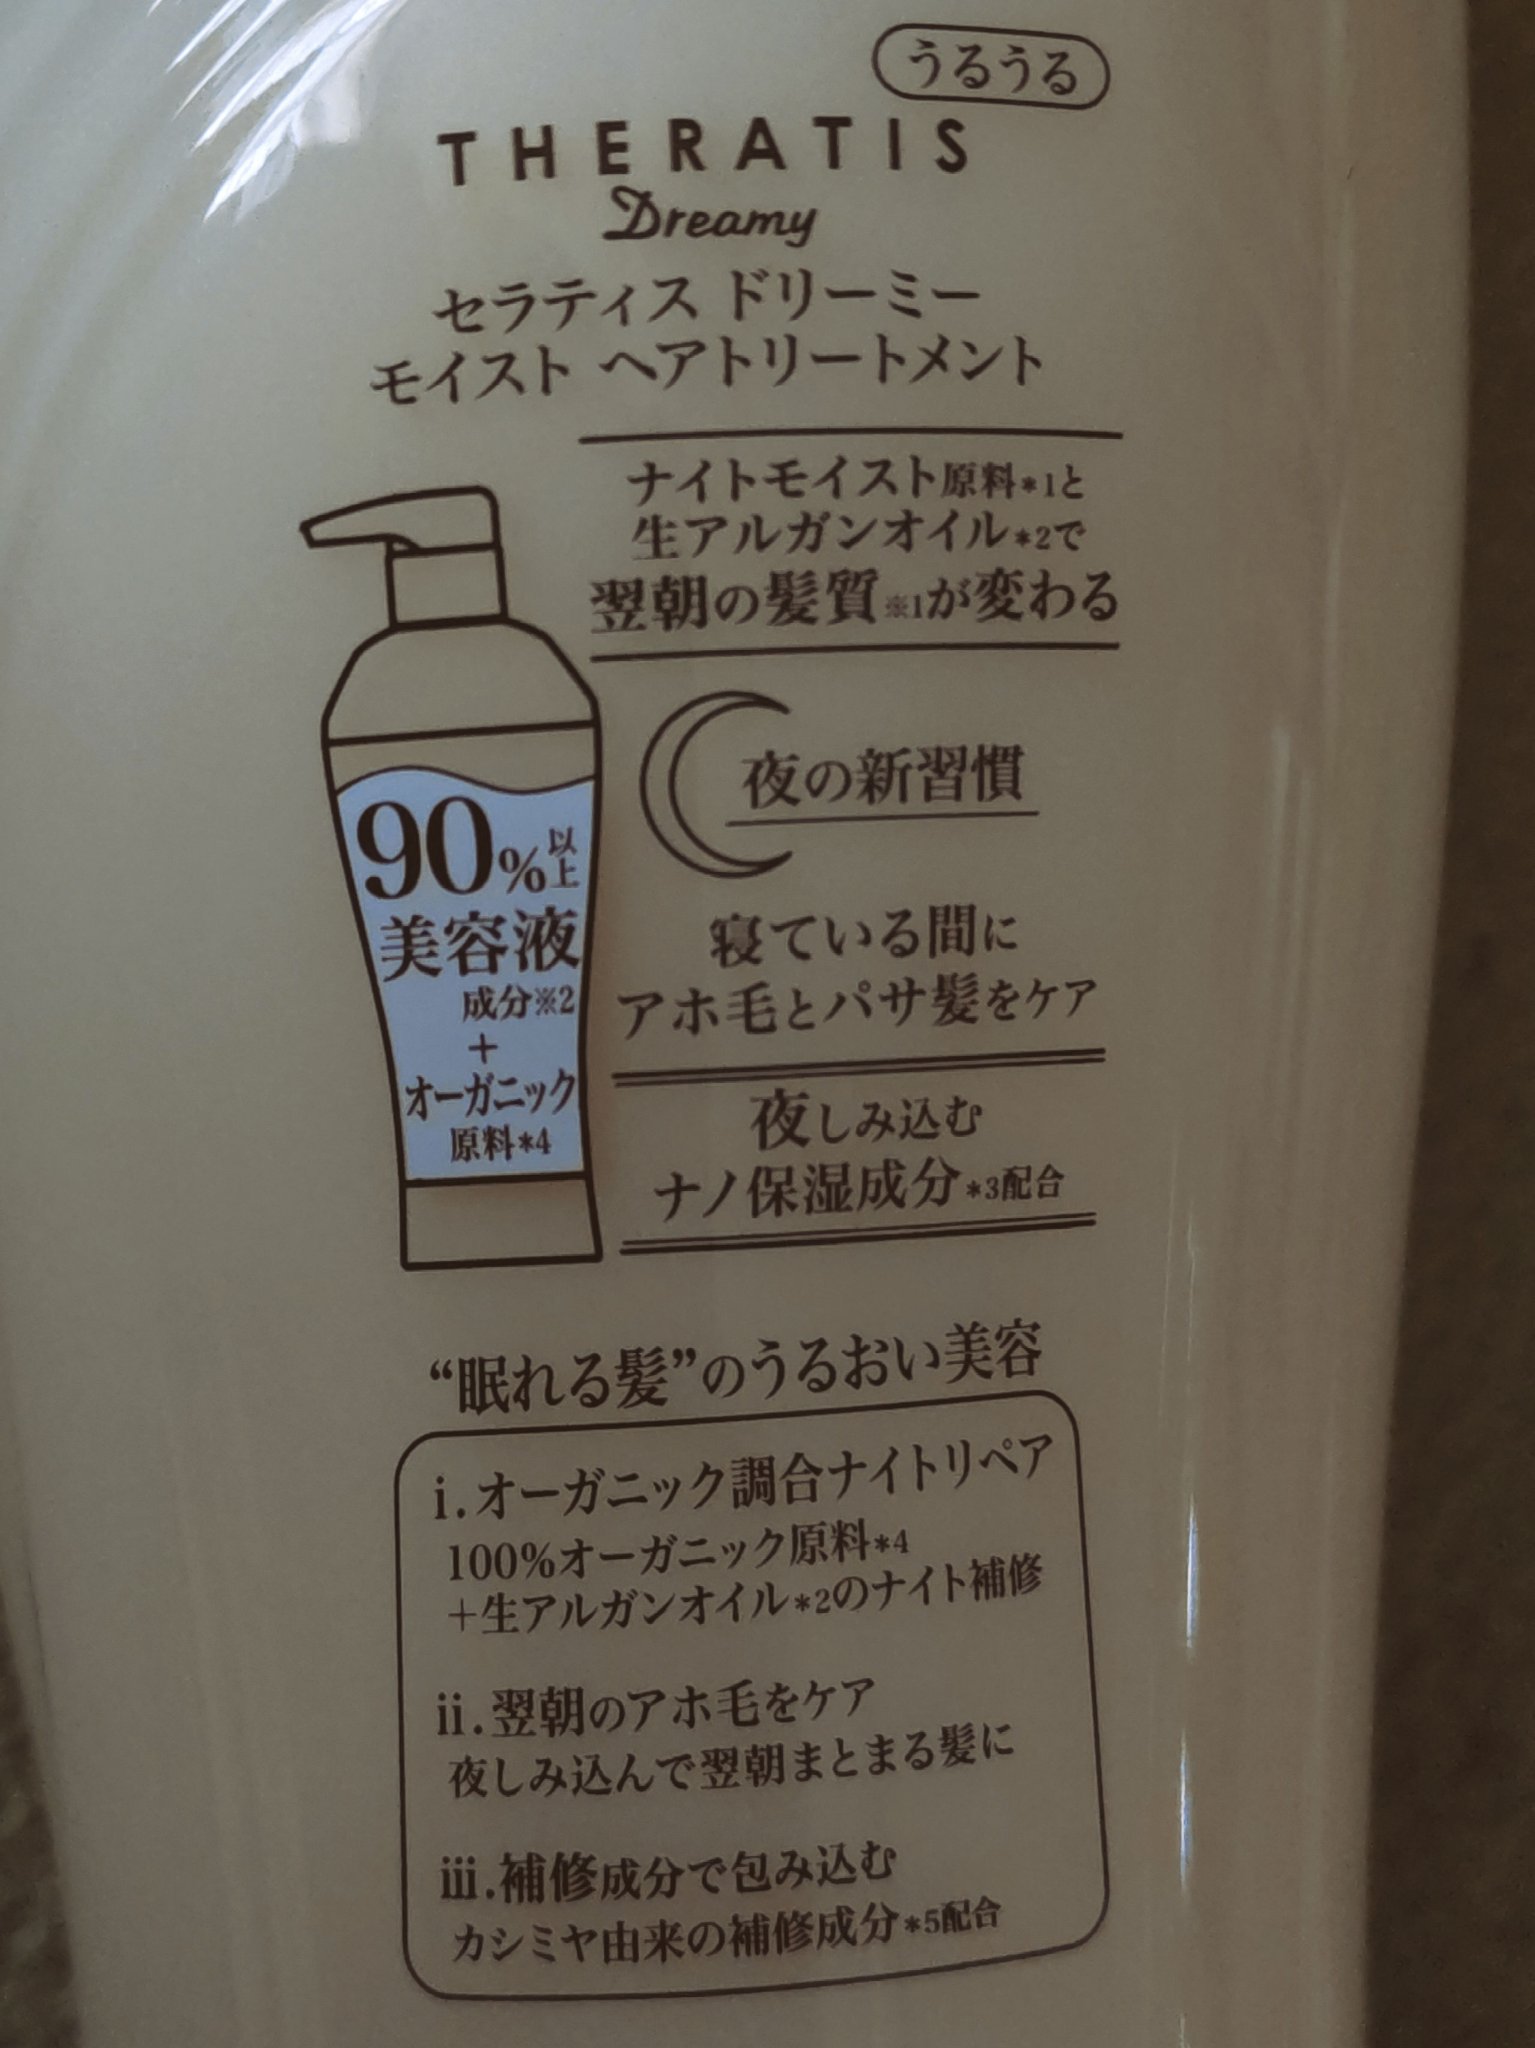 うるうる
THERATIS
Dreamy
セラティス ドリーミー
モイスト ヘアトリートメント
ナイトモイスト原料*1と
生アルガンオイル*2で
翌朝の髪質※1が変わる
90%以上
美容液
成分※2
+
オーガニック
原料*4
夜の新習慣
寝ている間に
アホ毛とパサ髪をケア
夜しみ込む
ナノ保湿成分*3配合
“眠れる髪”のうるおい美容
i.オーガニック調合ナイトリペア
100%オーガニック原料*4
+生アルガンオイル*2のナイト補修
ii.翌朝のアホ毛をケア
夜しみ込んで翌朝まとまる髪に
iii.補修成分で包み込む
カシミヤ由来の補修成分*5配合